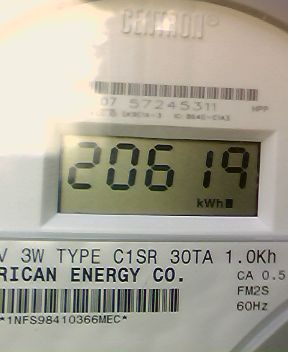 CENTRON®
07 57245311 HPP
20619
kWh
V 3W TYPE C1SR 30TA 1.0Kh
RICAN ENERGY CO.
CA 0.5
FM2S
60Hz
*1NFS98410366MEC*